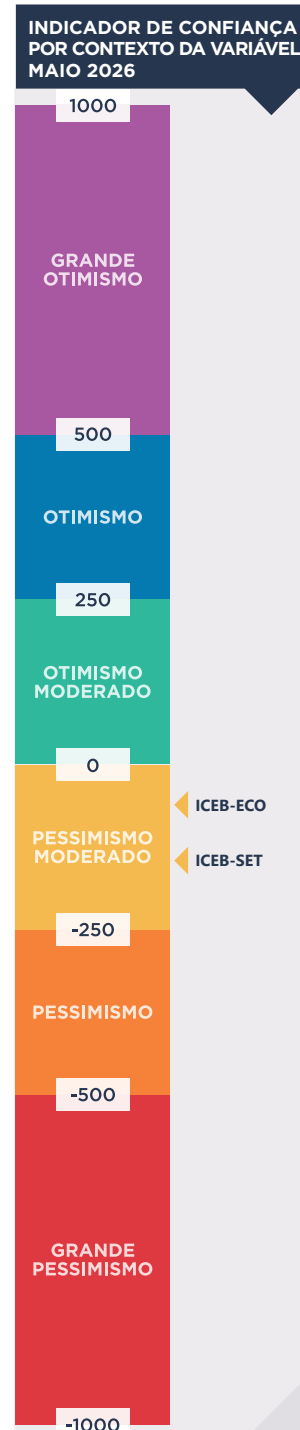 INDICADOR DE CONFIANÇA
POR CONTEXTO DA VARIÁVEL
MAIO 2026
1000
GRANDE
OTIMISMO
500
OTIMISMO
250
OTIMISMO
MODERADO
0
ICEB-ECO
PESSIMISMO
MODERADO
ICEB-SET
-250
PESSIMISMO
-500
GRANDE
PESSIMISMO
-1000